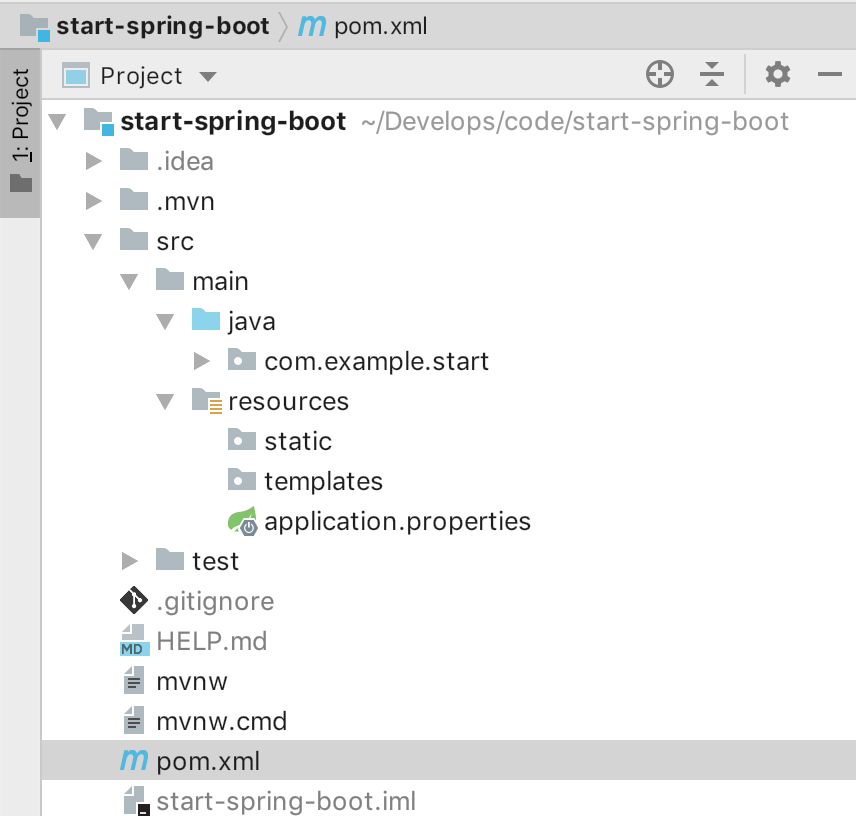 start-spring-boot pom.xml
1: Project
Project
start-spring-boot ~/Develops/code/start-spring-boot
.idea
.mvn
src
main
java
com.example.start
resources
static
templates
application.properties
test
.gitignore
MD HELP.md
mvnw
mvnw.cmd
m pom.xml
start-spring-boot.iml